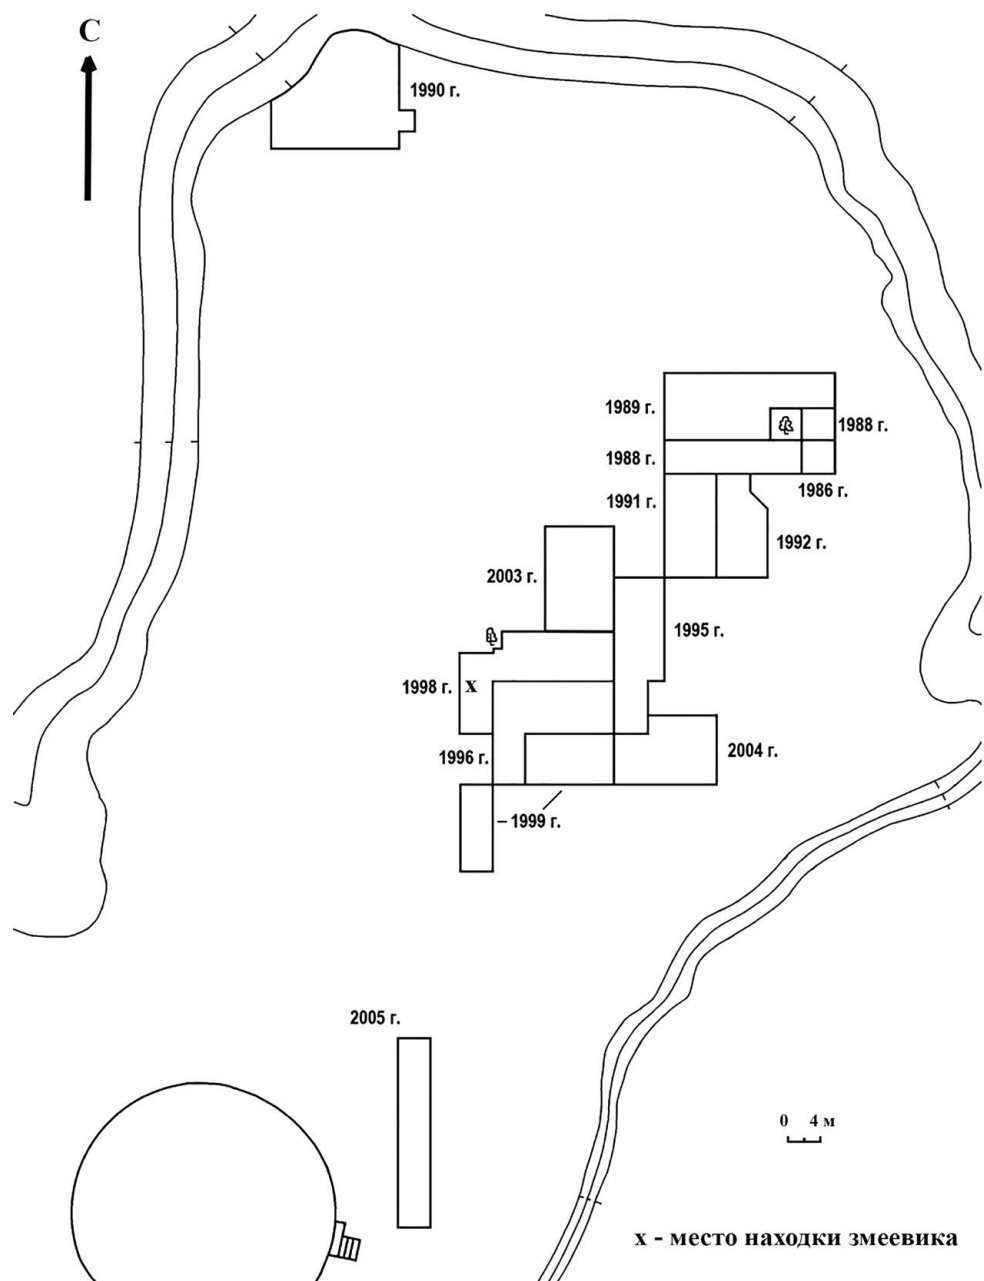 С
1990 г.
1989 г.
1988 г.
1988 г.
1986 г.
1991 г.
1992 г.
2003 г.
1995 г.
1998 г.
х
1996 г.
2004 г.
1999 г.
2005 г.
0 4 м
х - место находки змеевика